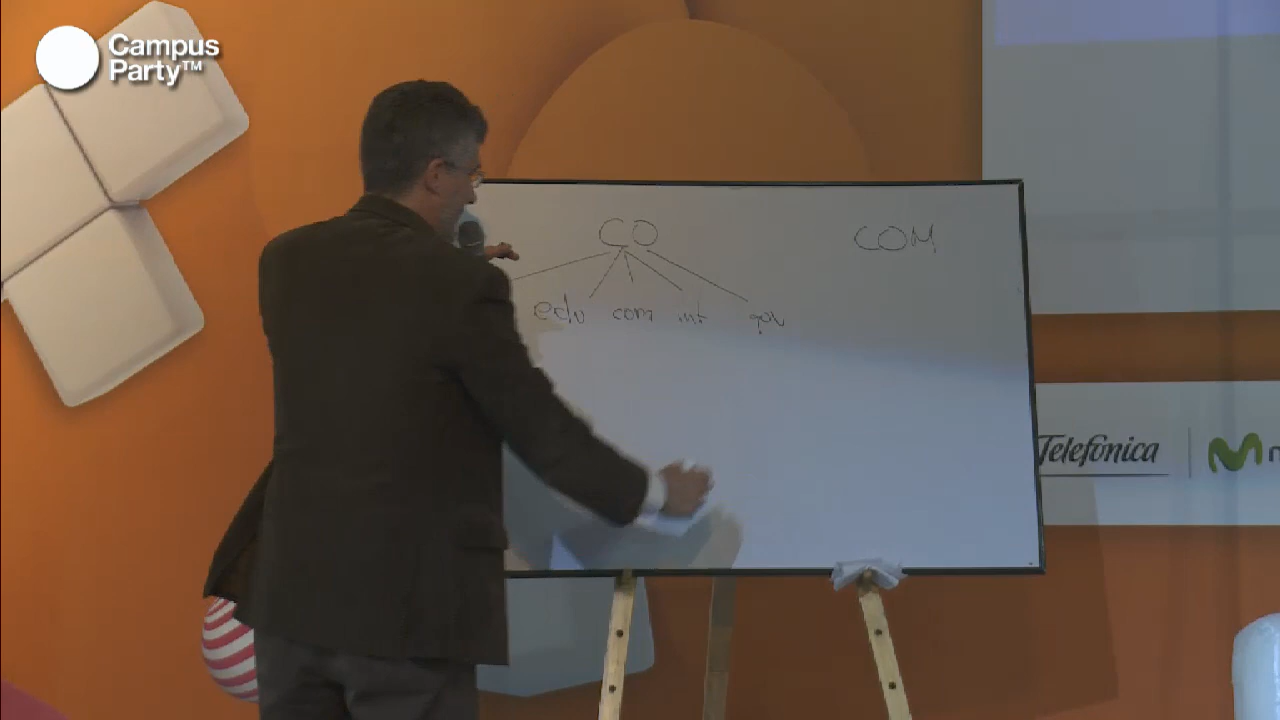 Campus
Party™
CO
COM
edu com int gov
Telefónica